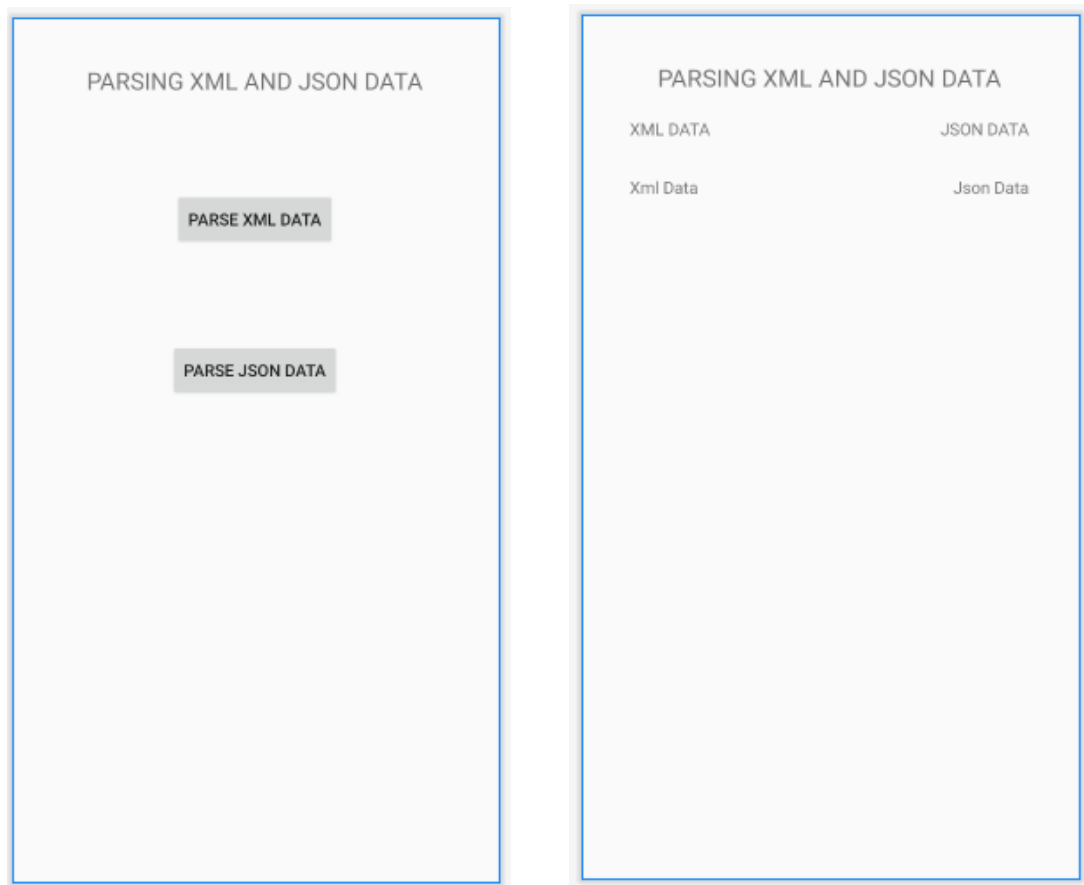 PARSING XML AND JSON DATA
PARSE XML DATA
PARSE JSON DATA
PARSING XML AND JSON DATA
XML DATA JSON DATA
Xml Data Json Data